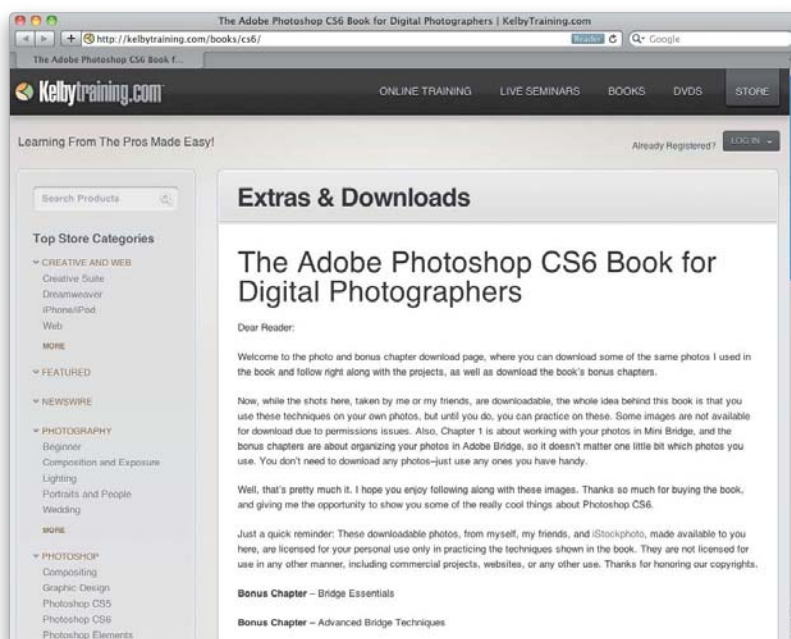 The Adobe Photoshop CS6 Book for Digital Photographers | KelbyTraining.com
http://kelbytraining.com/books/cs6/
Reader
Google
The Adobe Photoshop CS6 Book f...
Kelbytraining.com
ONLINE TRAINING
LIVE SEMINARS
BOOKS
DVDS
STORE
Learning From The Pros Made Easy!
Already Registered?
LOG IN
Search Products
Top Store Categories
CREATIVE AND WEB
Creative Suite
Dreamweaver
iPhone/iPod
Web
MORE
FEATURED
NEWSWIRE
PHOTOGRAPHY
Beginner
Composition and Exposure
Lighting
Portraits and People
Wedding
MORE
PHOTOSHOP
Compositing
Graphic Design
Photoshop CS5
Photoshop CS6
Photoshop Elements
Extras & Downloads
The Adobe Photoshop CS6 Book for
Digital Photographers
Dear Reader:
Welcome to the photo and bonus chapter download page, where you can download some of the same photos I used in
the book and follow right along with the projects, as well as download the book's bonus chapters.
Now, while the shots here, taken by me or my friends, are downloadable, the whole idea behind this book is that you
use these techniques on your own photos, but until you do, you can practice on these. Some images are not available
for download due to permissions issues. Also, Chapter 1 is about working with your photos in Mini Bridge, and the
bonus chapters are about organizing your photos in Adobe Bridge, so it doesn't matter one little bit which photos you
use. You don't need to download any photos–just use any ones you have handy.
Well, that's pretty much it. I hope you enjoy following along with these images. Thanks so much for buying the book,
and giving me the opportunity to show you some of the really cool things about Photoshop CS6.
Just a quick reminder: These downloadable photos, from myself, my friends, and iStockphoto, made available to you
here, are licensed for your personal use only in practicing the techniques shown in the book. They are not licensed for
use in any other manner, including commercial projects, websites, or any other use. Thanks for honoring our copyrights.
Bonus Chapter – Bridge Essentials
Bonus Chapter – Advanced Bridge Techniques